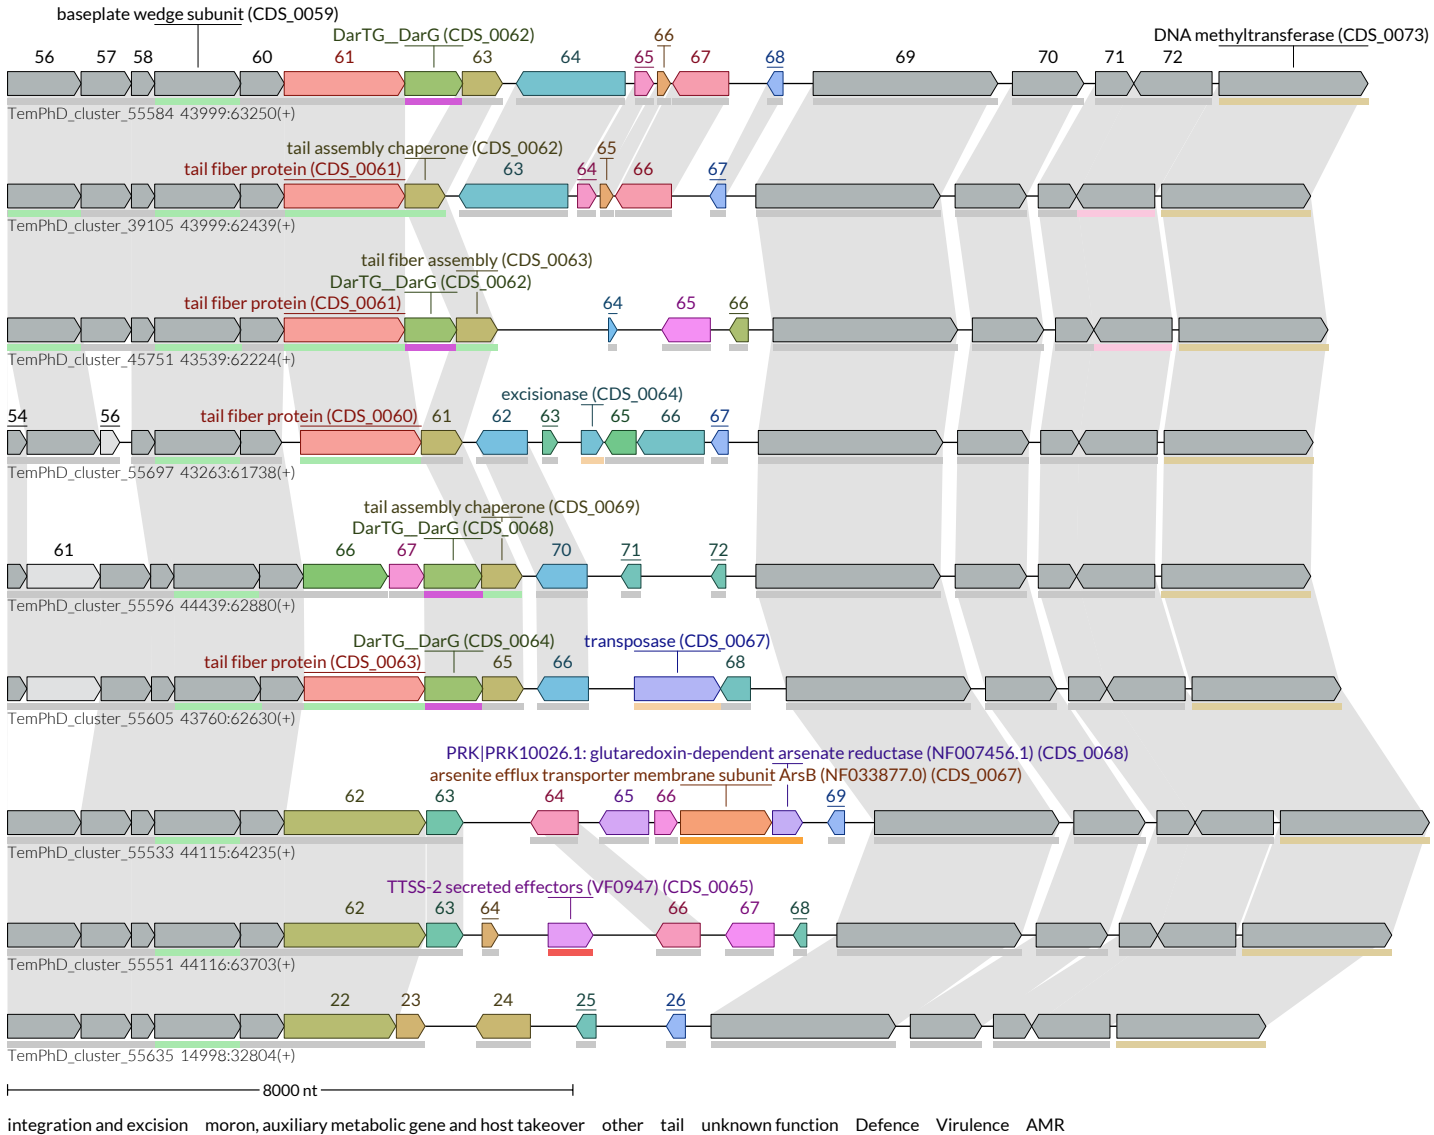 baseplate wedge subunit (CDS_0059)
DarTG__DarG (CDS_0062) 66 DNA methyltransferase (CDS_0073)
56 57 58 60 61 63 64 65 67 68 69 70 71 72
TemPhD_cluster_55584 43999:63250(+)
tail assembly chaperone (CDS_0062) 65
tail fiber protein (CDS_0061) 63 64 66 67
TemPhD_cluster_39105 43999:62439(+)
tail fiber assembly (CDS_0063)
DarTG__DarG (CDS_0062)
tail fiber protein (CDS_0061) 64 65 66
TemPhD_cluster_45751 43539:62224(+)
excisionase (CDS_0064)
54 56 tail fiber protein (CDS_0060) 61 62 63 65 66 67
TemPhD_cluster_55697 43263:61738(+)
tail assembly chaperone (CDS_0069)
DarTG__DarG (CDS_0068)
61 66 67 70 71 72
TemPhD_cluster_55596 44439:62880(+)
DarTG__DarG (CDS_0064) transposase (CDS_0067)
tail fiber protein (CDS_0063) 65 66 68
TemPhD_cluster_55605 43760:62630(+)
PRK|PRK10026.1: glutaredoxin-dependent arsenate reductase (NF007456.1) (CDS_0068)
arsenite efflux transporter membrane subunit ArsB (NF033877.0) (CDS_0067)
62 63 64 65 66 69
TemPhD_cluster_55533 44115:64235(+)
TTSS-2 secreted effectors (VF0947) (CDS_0065)
62 63 64 66 67 68
TemPhD_cluster_55551 44116:63703(+)
22 23 24 25 26
TemPhD_cluster_55635 14998:32804(+)
8000 nt
integration and excision moron, auxiliary metabolic gene and host takeover other tail unknown function Defence Virulence AMR